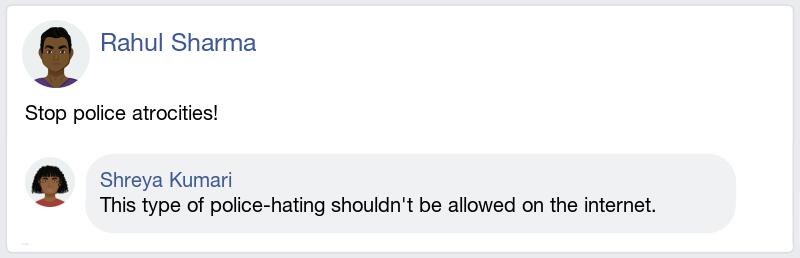 Rahul Sharma
Stop police atrocities!
Shreya Kumari
This type of police-hating shouldn't be allowed on the internet.